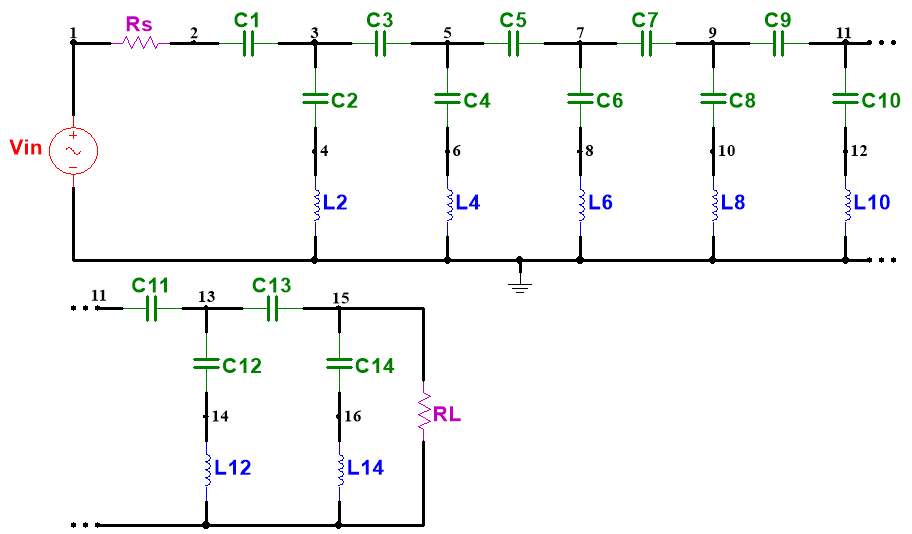 Rs C1 C3 C5 C7 C9
1 2 3 5 7 9 11
C2 C4 C6 C8 C10
+
Vin 4 6 8 10 12
−
L2 L4 L6 L8 L10
C11 C13
11 13 15
C12 C14
14 16 RL
L12 L14